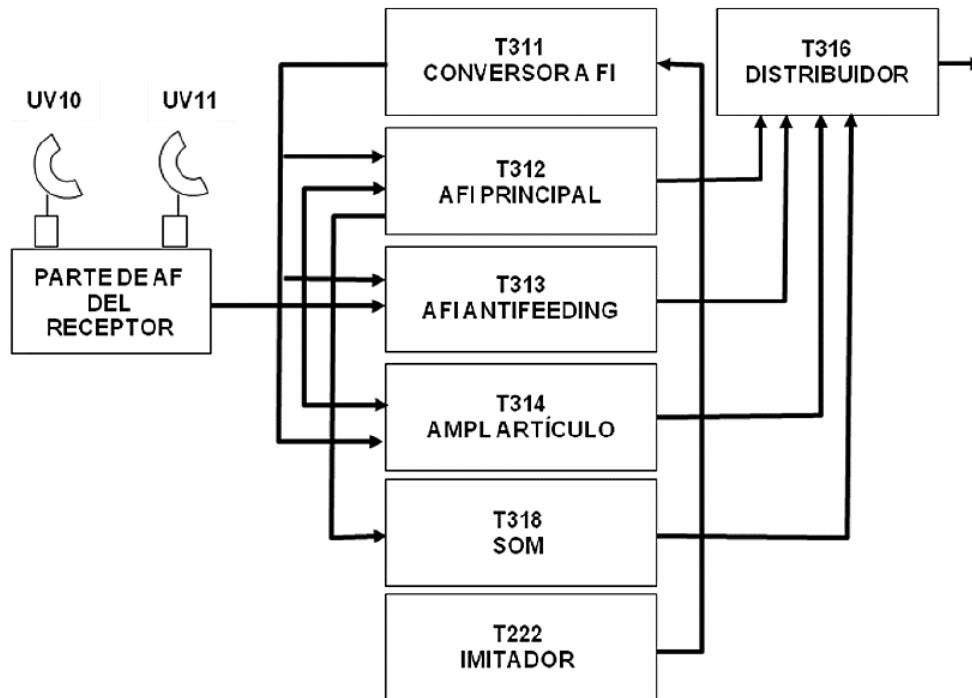 T311
CONVERSOR A FI
T316
DISTRIBUIDOR
UV10
UV11
T312
AFI PRINCIPAL
PARTE DE AF
DEL
RECEPTOR
T313
AFI ANTIFEEDING
T314
AMPL ARTÍCULO
T318
SOM
T222
IMITADOR